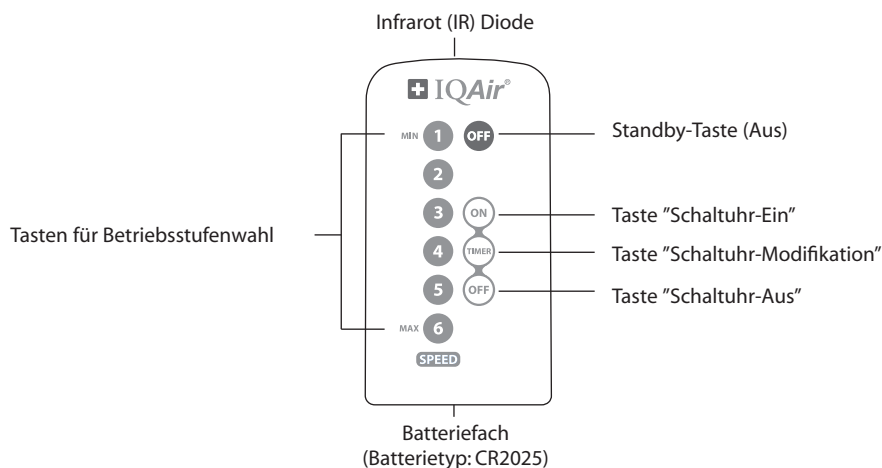 Infrarot (IR) Diode
IQAir®
MIN 1 OFF
Standby-Taste (Aus)
2
3 ON
Taste ”Schaltuhr-Ein”
Tasten für Betriebsstufenwahl
4 TIMER
Taste ”Schaltuhr-Modifikation”
5 OFF
Taste ”Schaltuhr-Aus”
MAX 6
SPEED
Batteriefach
(Batterietyp: CR2025)